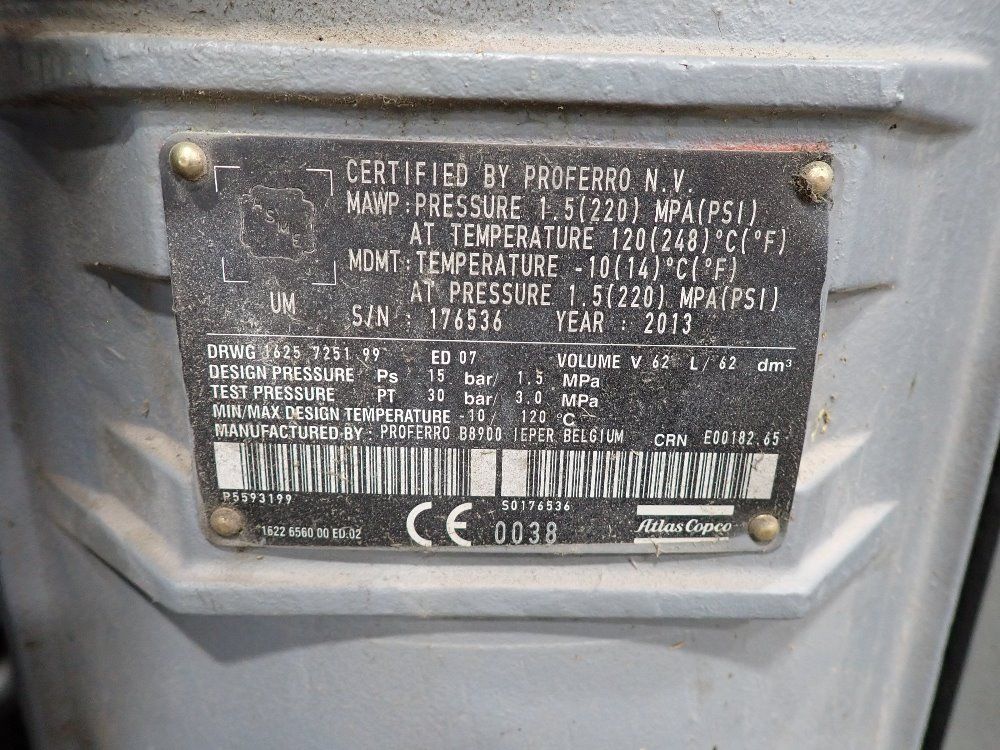 ASME
UM
CERTIFIED BY PROFERRO N.V.
MAWP:PRESSURE 1.5(220) MPA(PSI)
AT TEMPERATURE 120(248)°C(°F)
MDMT:TEMPERATURE -10(14)°C(°F)
AT PRESSURE 1.5(220) MPA(PSI)
S/N : 176536 YEAR : 2013
DRWG 1625 7251 99 ED 07 VOLUME V 62 L/ 62 dm³
DESIGN PRESSURE Ps 15 bar/ 1.5 MPa
TEST PRESSURE PT 30 bar/ 3.0 MPa
MIN/MAX DESIGN TEMPERATURE -10 / 120 °C
MANUFACTURED BY: PROFERRO B8900 IEPER BELGIUM CRN E00182.65
P5593199 S0176536
1622 6560 00 ED.02 CE 0038 Atlas Copco